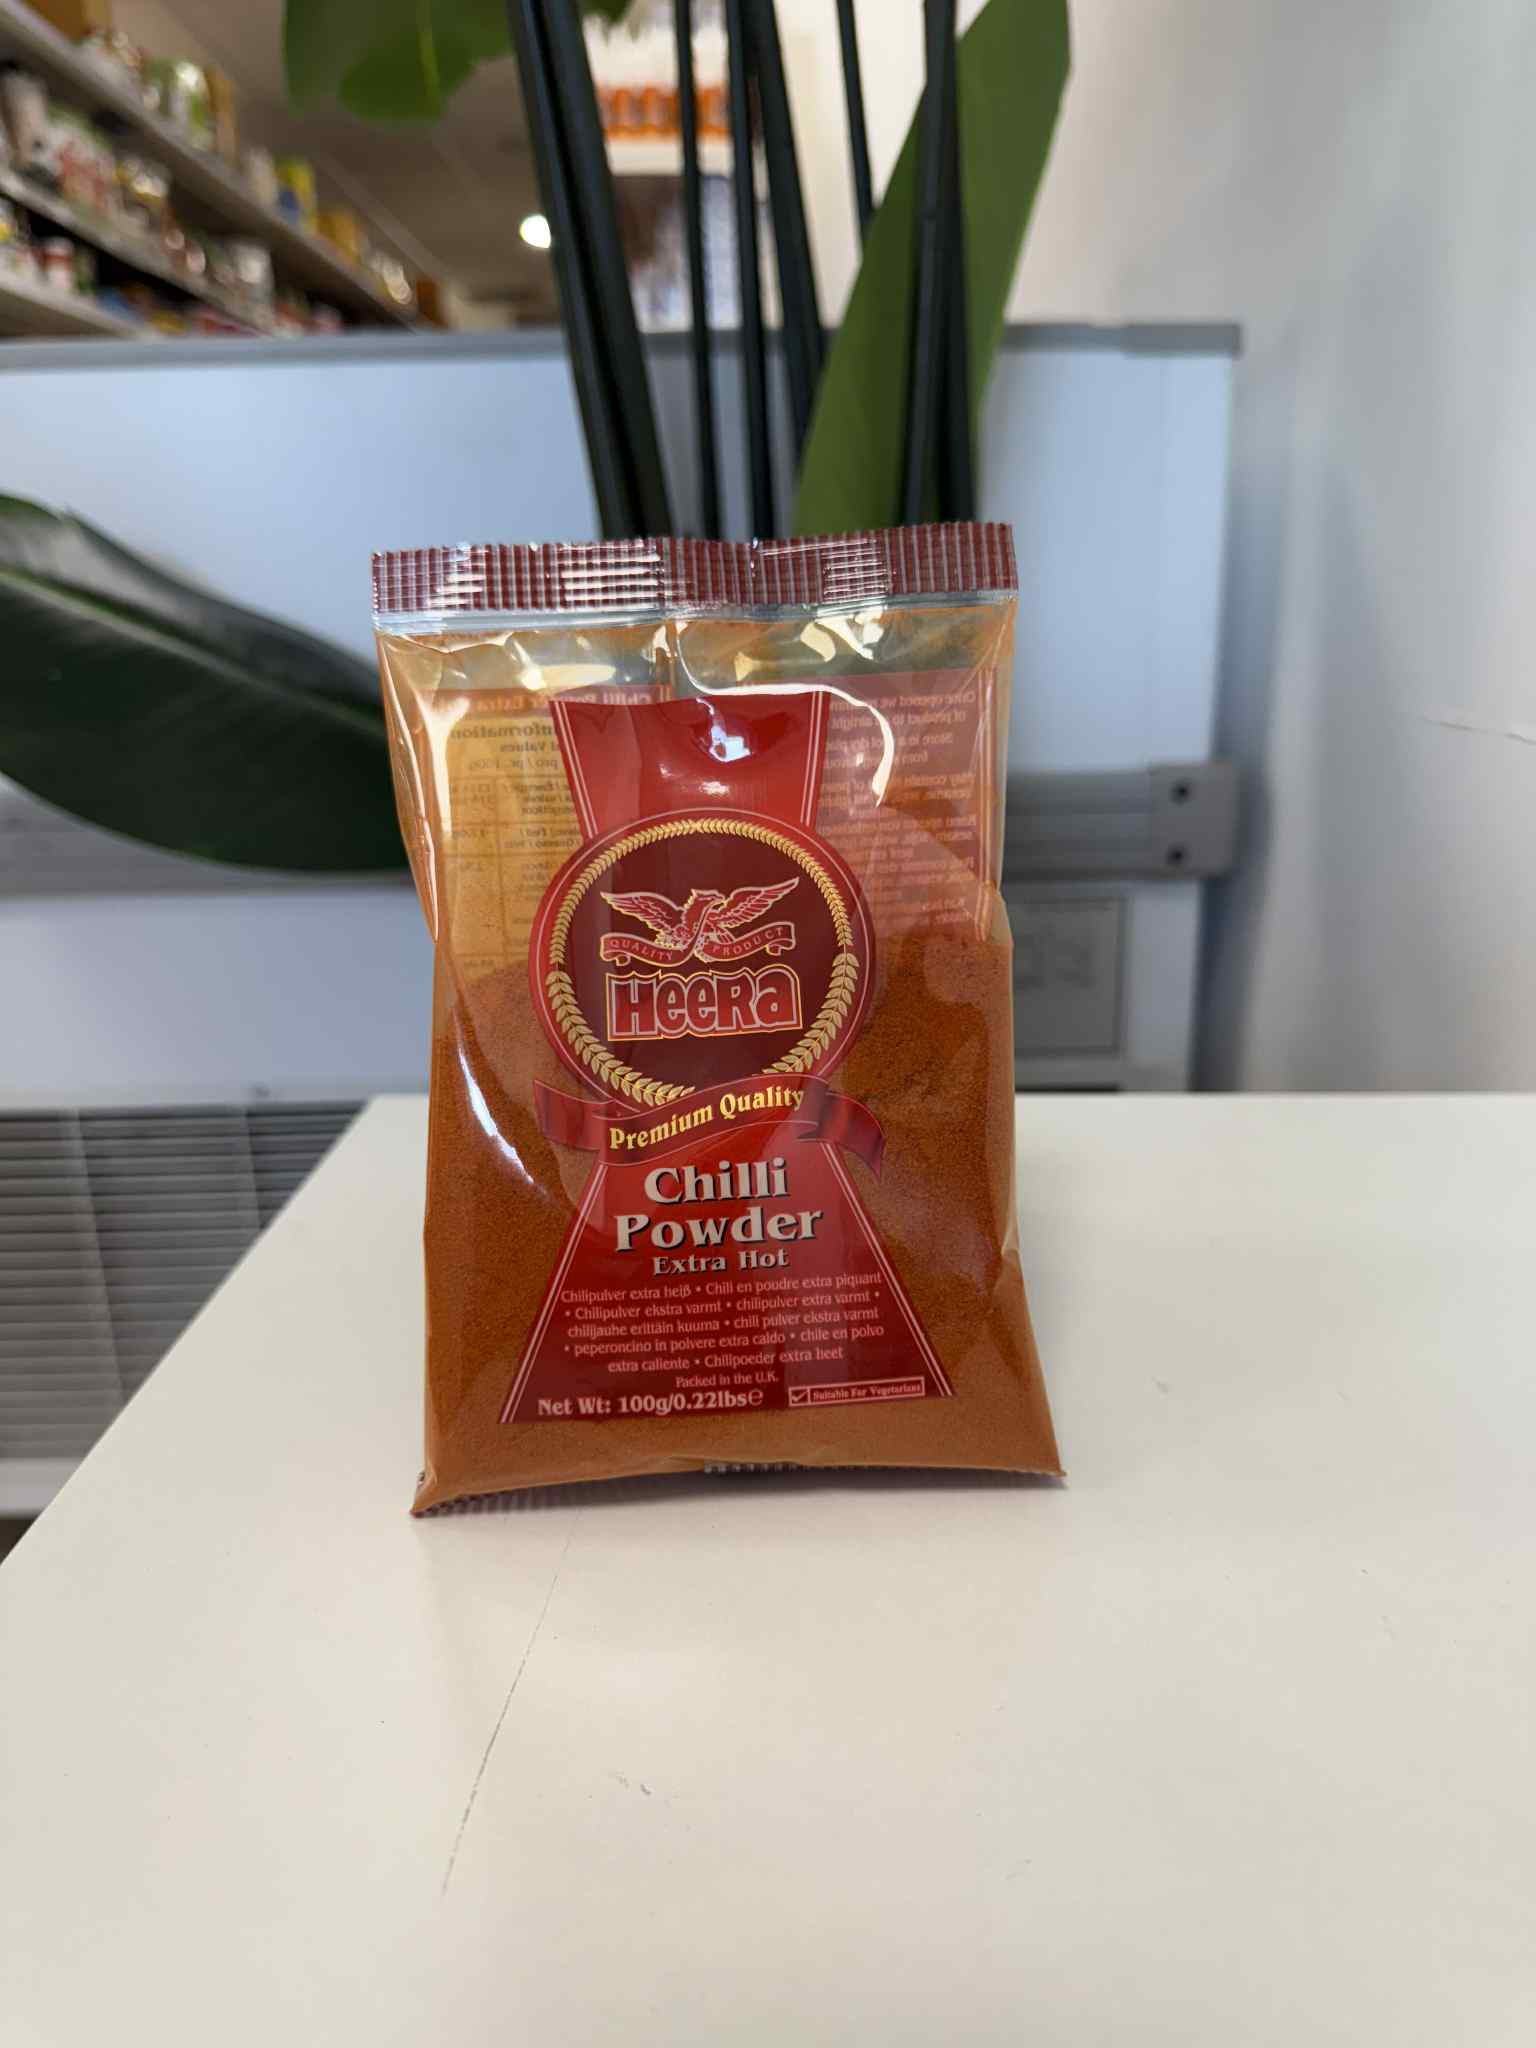 QUALITY PRODUCT
HEERA
Premium Quality
Chilli
Powder
Extra Hot
Chilipulver extra heiß • Chili en poudre extra piquant
• Chilipulver ekstra varmt • chilipulver extra varmt •
chilijauhe erittäin kuuma • chili pulver ekstra varmt
• peperoncino in polvere extra caldo • chile en polvo
extra caliente • Chilipoeder extra heet
Packed in the U.K.
Net Wt: 100g/0.22lbs℮
Suitable For Vegetarians